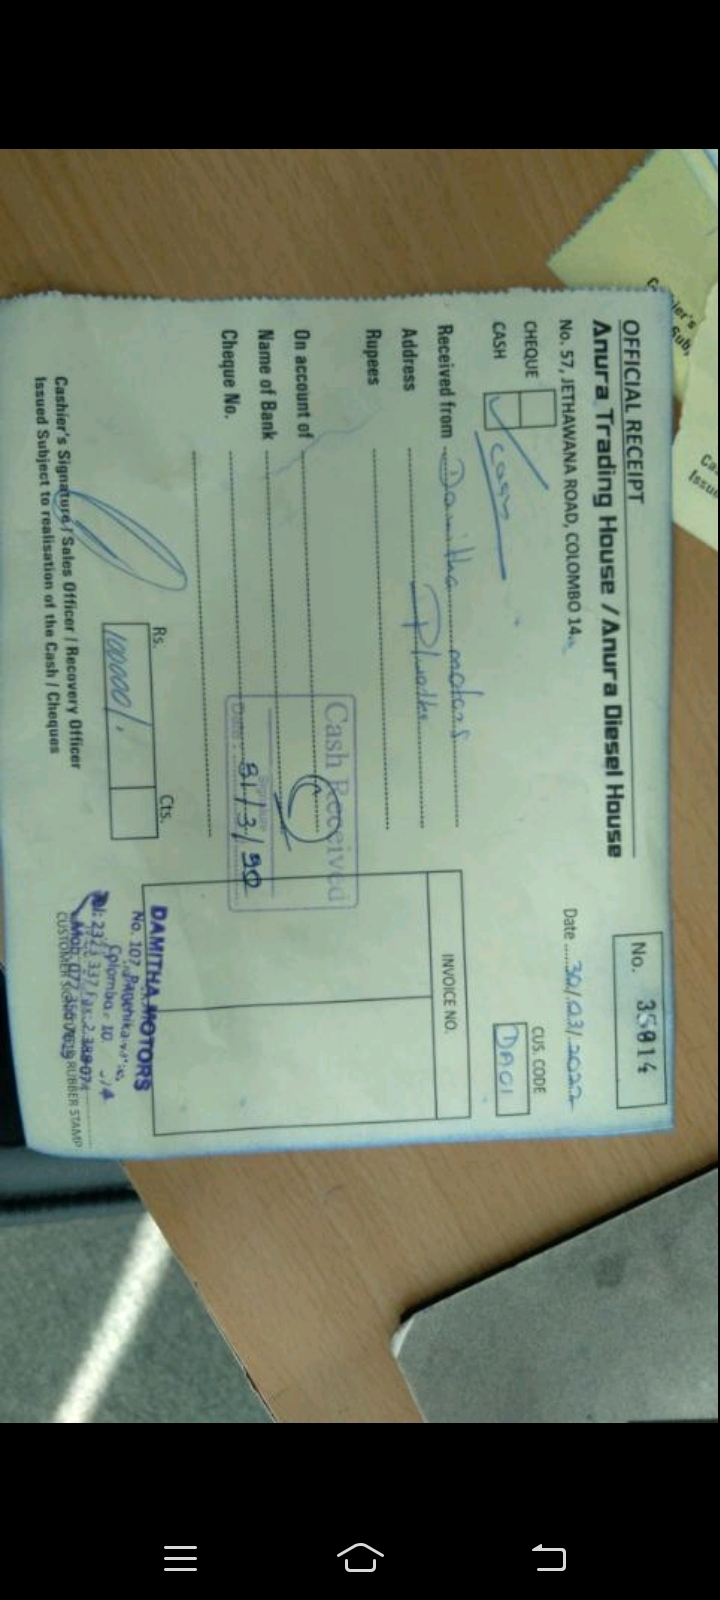 OFFICIAL RECEIPT
Anura Trading House / Anura Diesel House
No. 57, JETHAWANA ROAD, COLOMBO 14.
No. 35014
Date 30/03/2022
CHEQUE
CASH
cash
CUS. CODE
DA01
Received from Damitha motors
Address
Rupees
On account of
Name of Bank
Cheque No.
INVOICE NO.
Cash Received
Date: 31/3/90
Rs. Cts.
100000/.
Cashier's Signature / Sales Officer / Recovery Officer
Issued Subject to realisation of the Cash / Cheques
DAMITHA MOTORS
No. 107,
Colombo - 10
CUSTOMER RUBBER STAMP